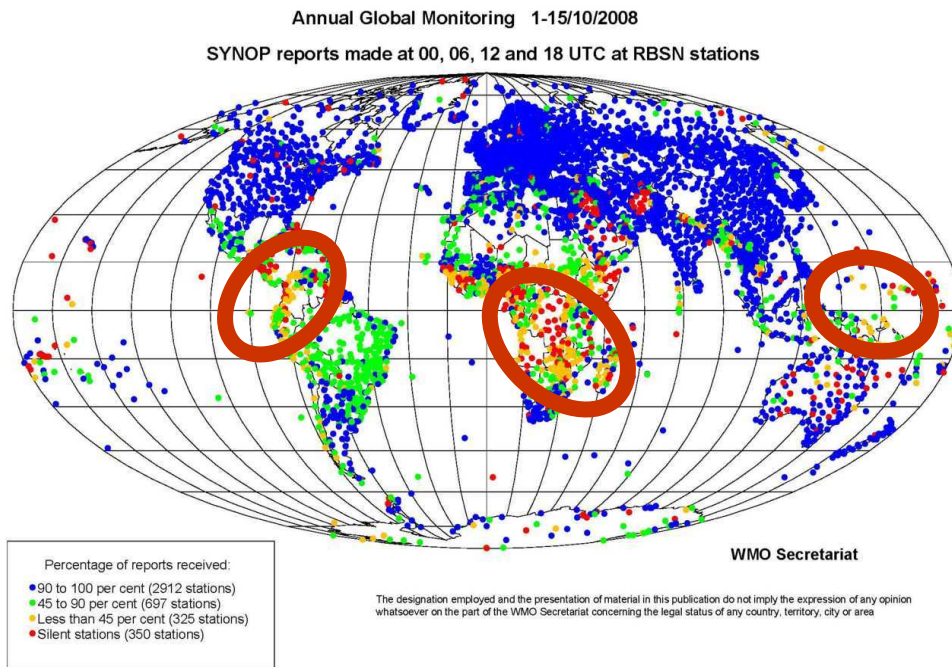 Annual Global Monitoring 1-15/10/2008
SYNOP reports made at 00, 06, 12 and 18 UTC at RBSN stations
WMO Secretariat
Percentage of reports received:
90 to 100 per cent (2912 stations)
45 to 90 per cent (697 stations)
Less than 45 per cent (325 stations)
Silent stations (350 stations)
The designation employed and the presentation of material in this publication do not imply the expression of any opinion
whatsoever on the part of the WMO Secretariat concerning the legal status of any country, territory, city or area